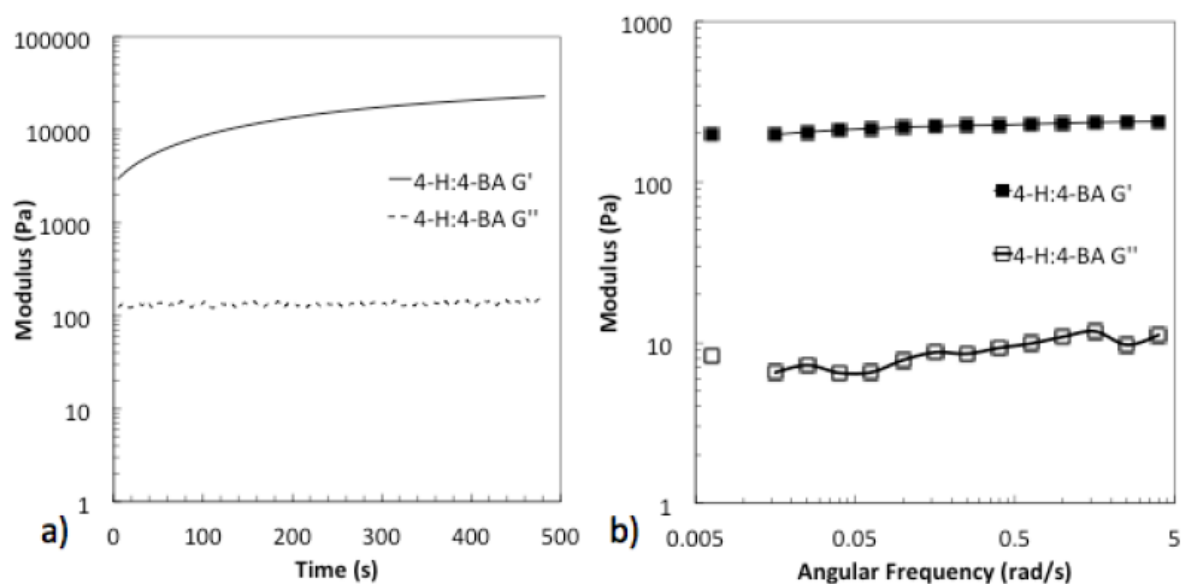 100000
10000
1000
100
10
1
Modulus (Pa)
4-H:4-BA G'
4-H:4-BA G''
0 100 200 300 400 500
Time (s)
a)
1000
100
10
1
Modulus (Pa)
4-H:4-BA G'
4-H:4-BA G''
0.005 0.05 0.5 5
Angular Frequency (rad/s)
b)